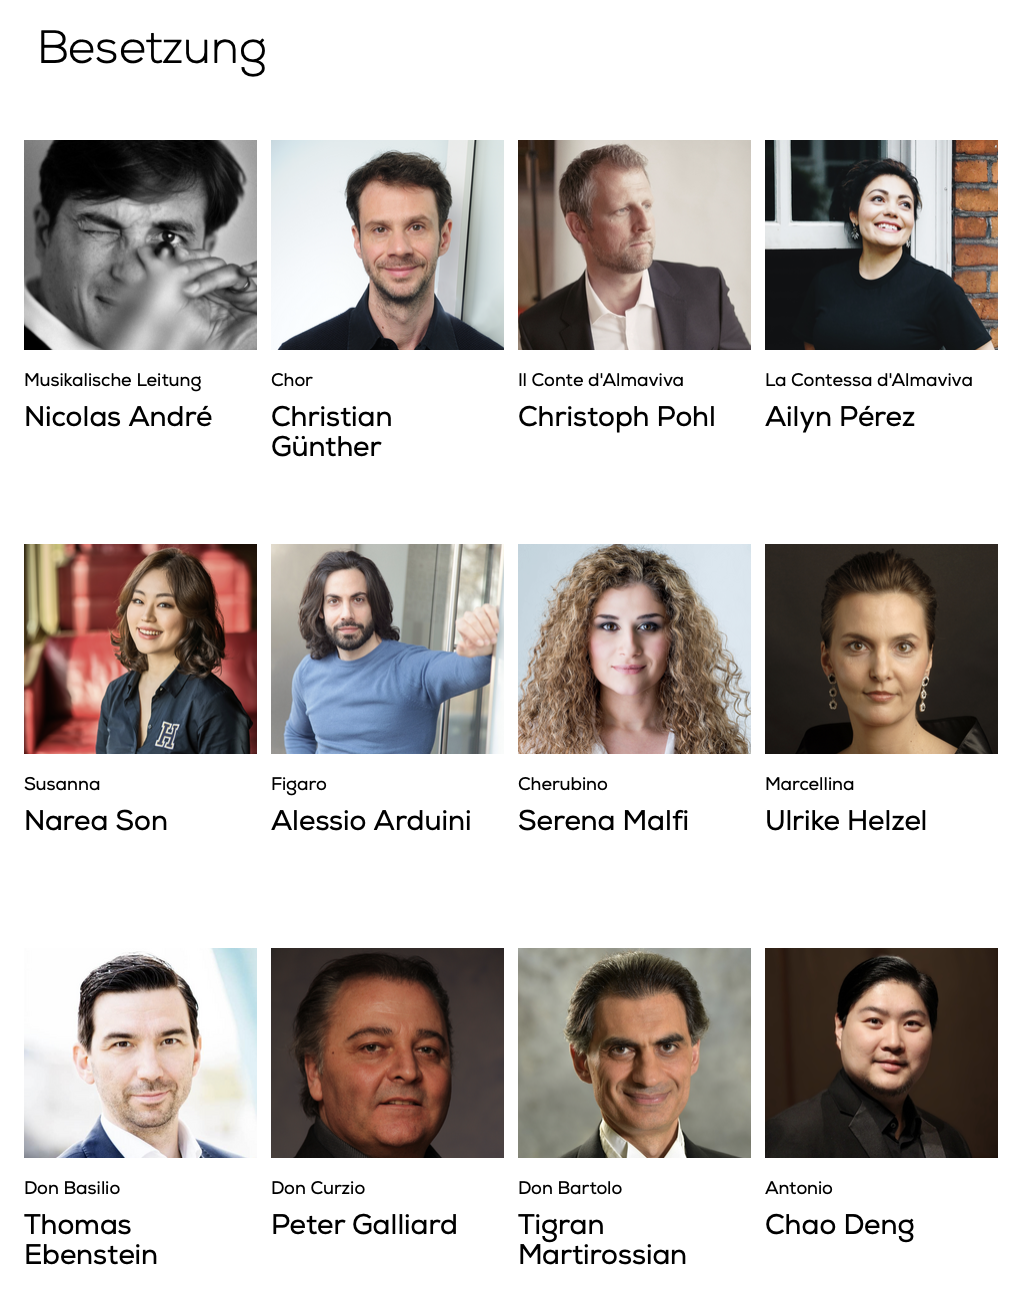 Besetzung
Musikalische Leitung
Nicolas André
Chor
Christian
Günther
Il Conte d'Almaviva
Christoph Pohl
La Contessa d'Almaviva
Ailyn Pérez
Susanna
Narea Son
H
Figaro
Alessio Arduini
Cherubino
Serena Malfi
Marcellina
Ulrike Helzel
Don Basilio
Thomas
Ebenstein
Don Curzio
Peter Galliard
Don Bartolo
Tigran
Martirossian
Antonio
Chao Deng